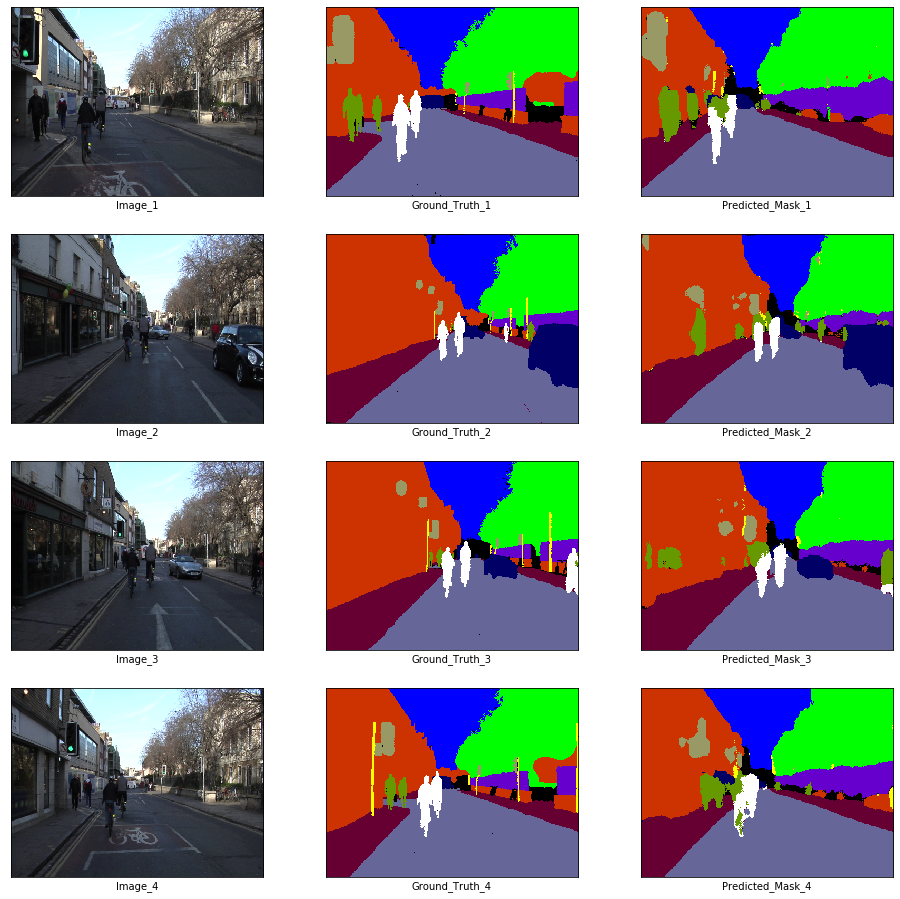 Image_1
Ground_Truth_1
Predicted_Mask_1
Image_2
Ground_Truth_2
Predicted_Mask_2
Image_3
Ground_Truth_3
Predicted_Mask_3
Image_4
Ground_Truth_4
Predicted_Mask_4